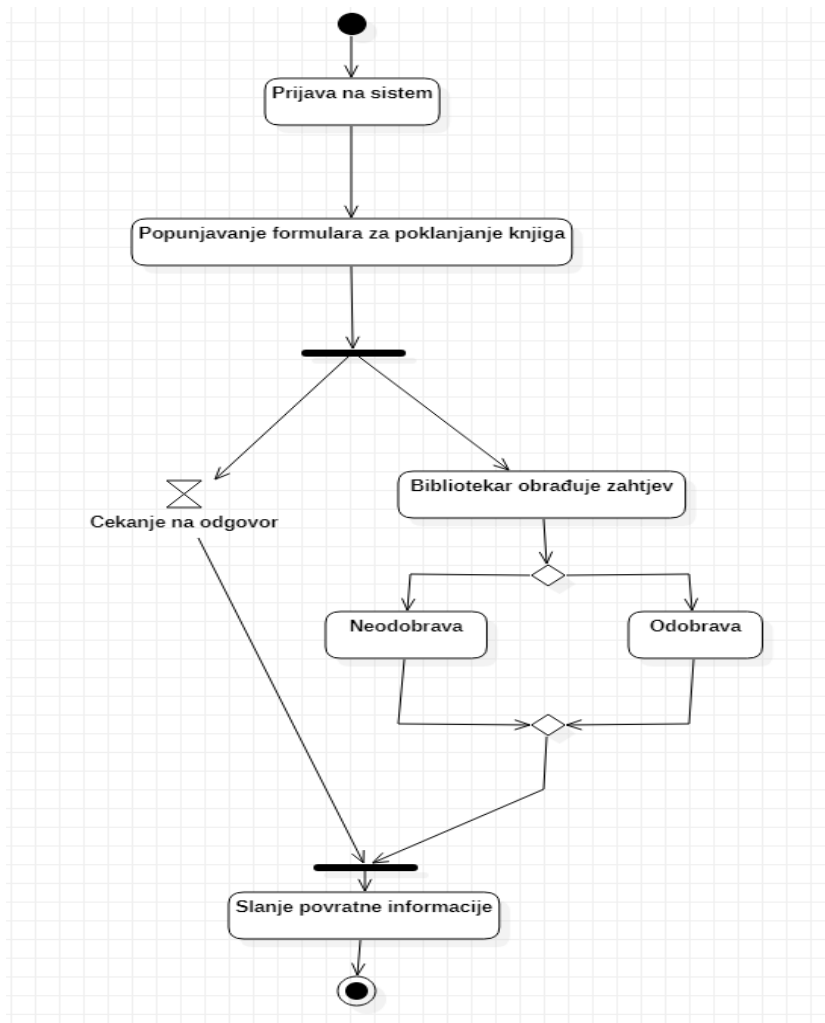 Prijava na sistem
Popunjavanje formulara za poklanjanje knjiga
Cekanje na odgovor
Bibliotekar obrađuje zahtjev
Neodobrava
Odobrava
Slanje povratne informacije